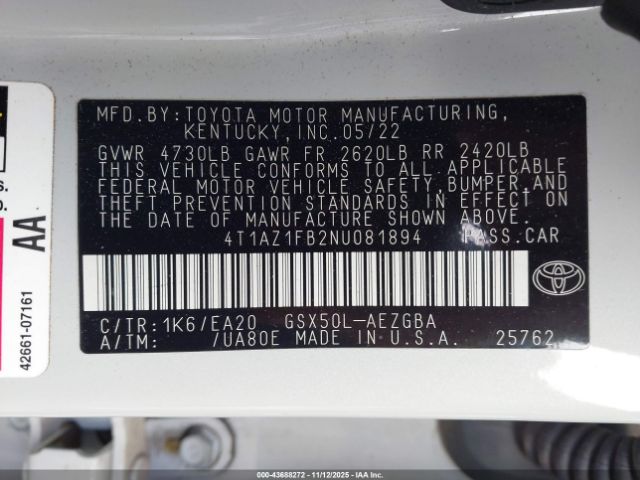 MFD. BY: TOYOTA MOTOR MANUFACTURING,
KENTUCKY, INC. 05/22
GVWR 4730LB GAWR FR 2620LB RR 2420LB
THIS VEHICLE CONFORMS TO ALL APPLICABLE
FEDERAL MOTOR VEHICLE SAFETY, BUMPER, AND
THEFT PREVENTION STANDARDS IN EFFECT ON
THE DATE OF MANUFACTURE SHOWN ABOVE.
4T1AZ1FB2NU081894 PASS. CAR
C/TR: 1K6/EA20 GSX50L-AEZGBA
A/TM: /UA80E MADE IN U.S.A. 25762
TOYOTA
AA
42661-07161
000-43688272 — 11/12/2025 — IAAI.COM